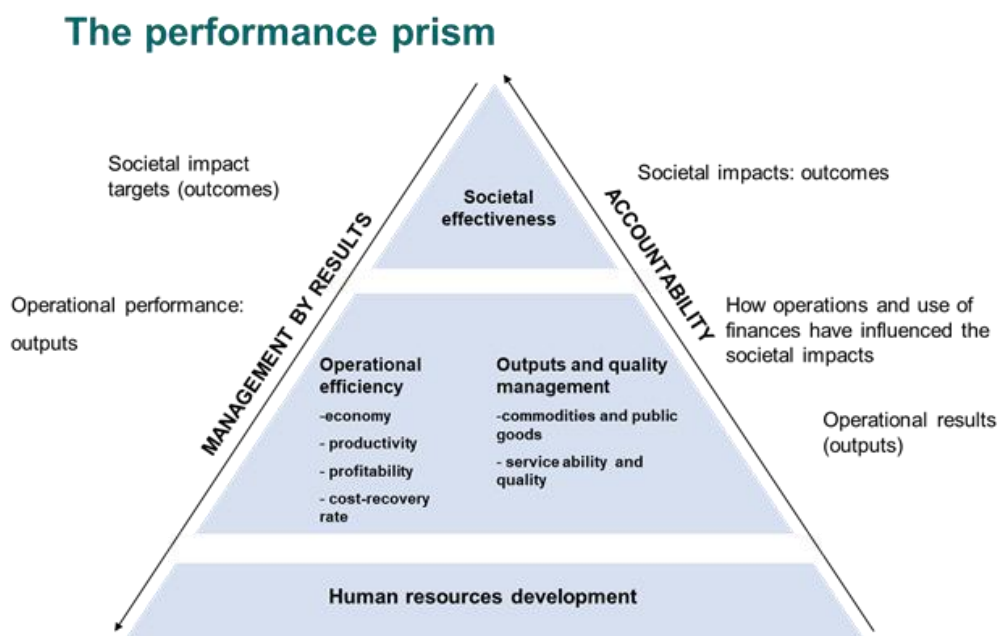 The performance prism
Societal impact
targets (outcomes)
Societal impacts: outcomes
Societal
effectiveness
MANAGEMENT BY RESULTS
ACCOUNTABILITY
Operational performance:
outputs
How operations and use of
finances have influenced the
societal impacts
Operational
efficiency
-economy
- productivity
- profitability
- cost-recovery
rate
Outputs and quality
management
-commodities and public
goods
- service ability and
quality
Operational results
(outputs)
Human resources development